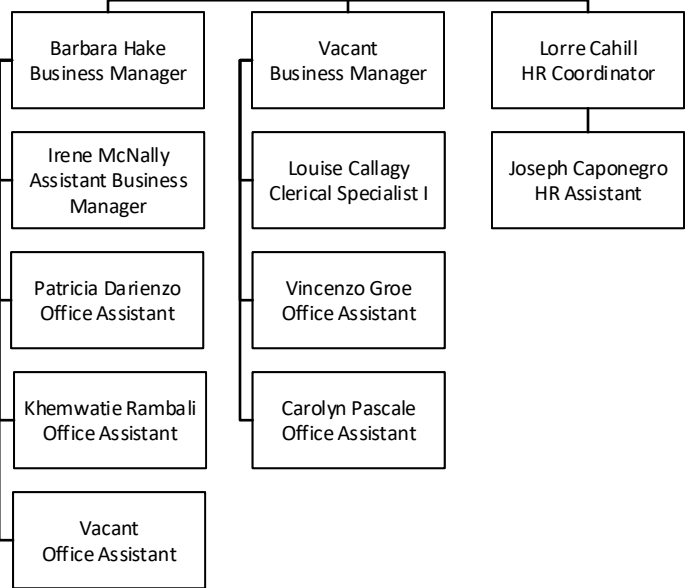 Barbara Hake
Business Manager
Vacant
Business Manager
Lorre Cahill
HR Coordinator
Irene McNally
Assistant Business
Manager
Louise Callagy
Clerical Specialist I
Joseph Caponegro
HR Assistant
Patricia Darienzo
Office Assistant
Vincenzo Groe
Office Assistant
Khemwatie Rambali
Office Assistant
Carolyn Pascale
Office Assistant
Vacant
Office Assistant